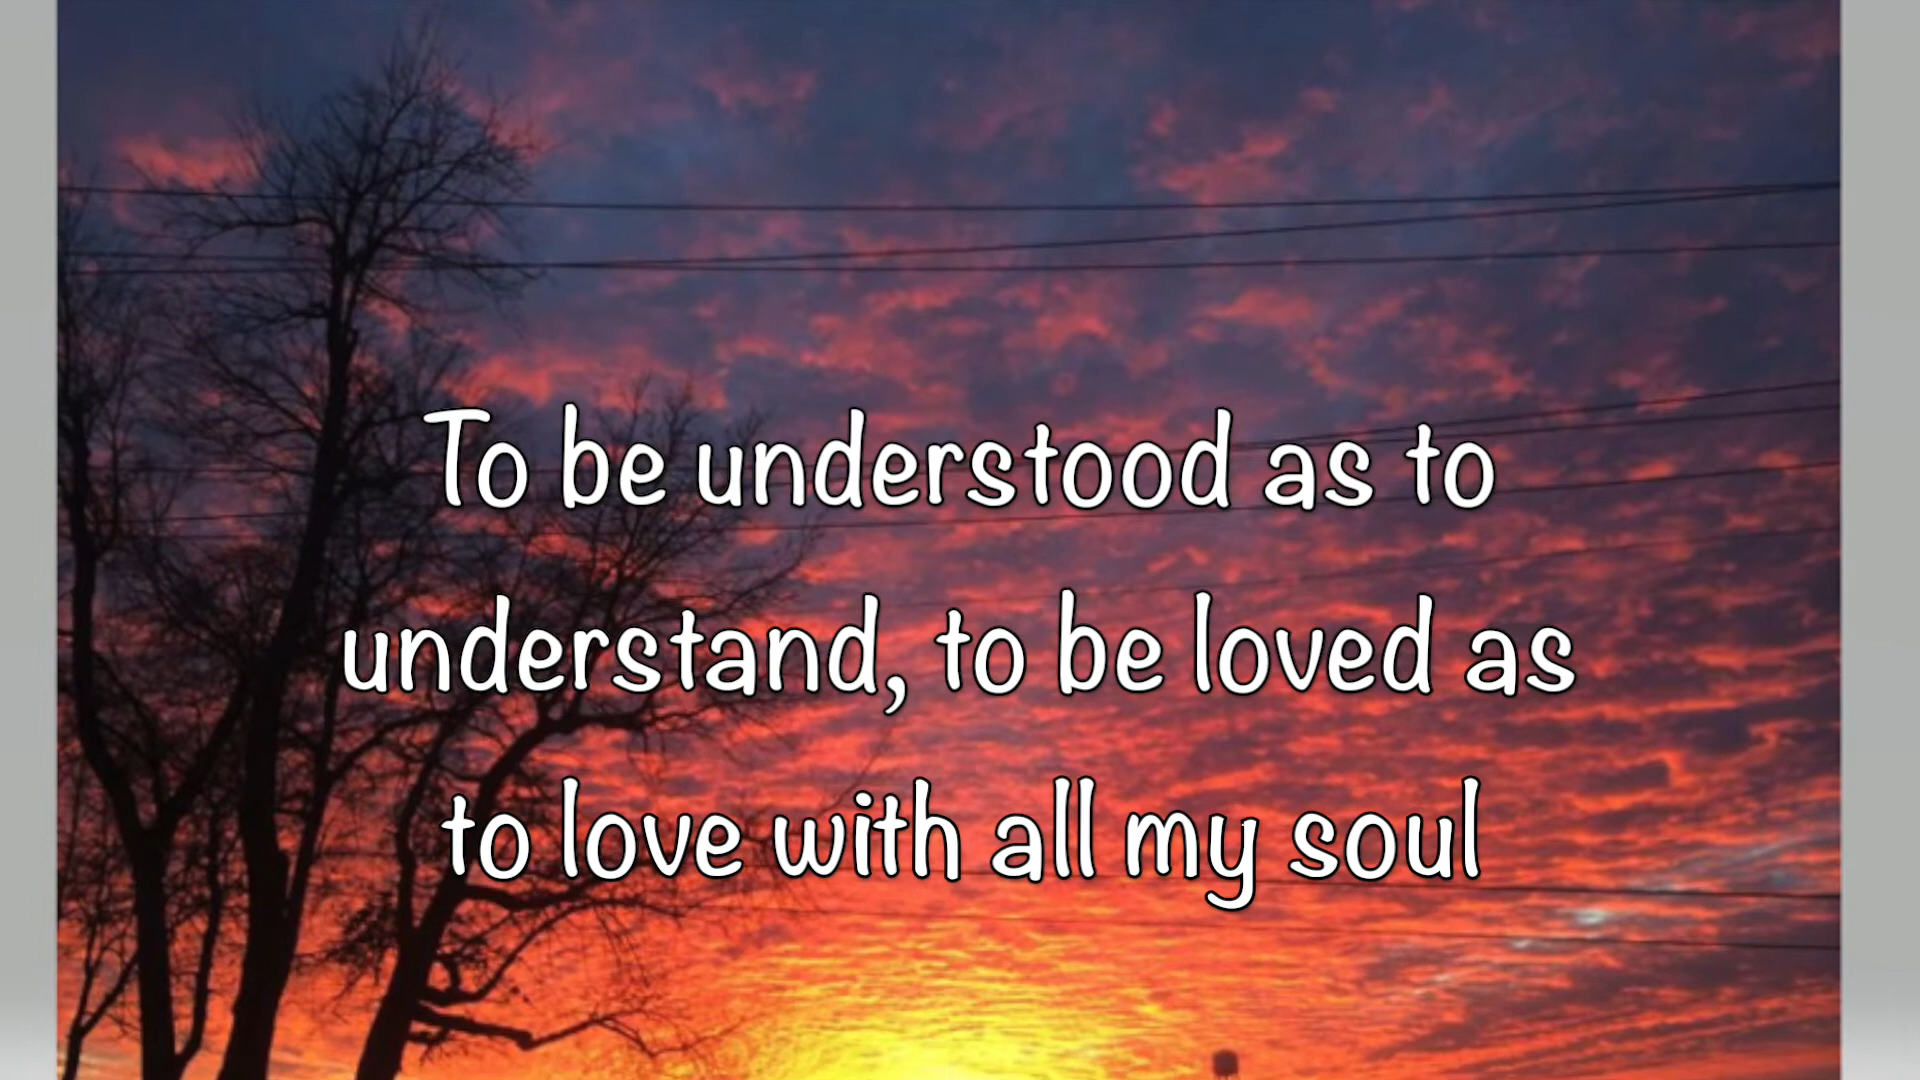 To be understood as to
understand, to be loved as
to love with all my soul